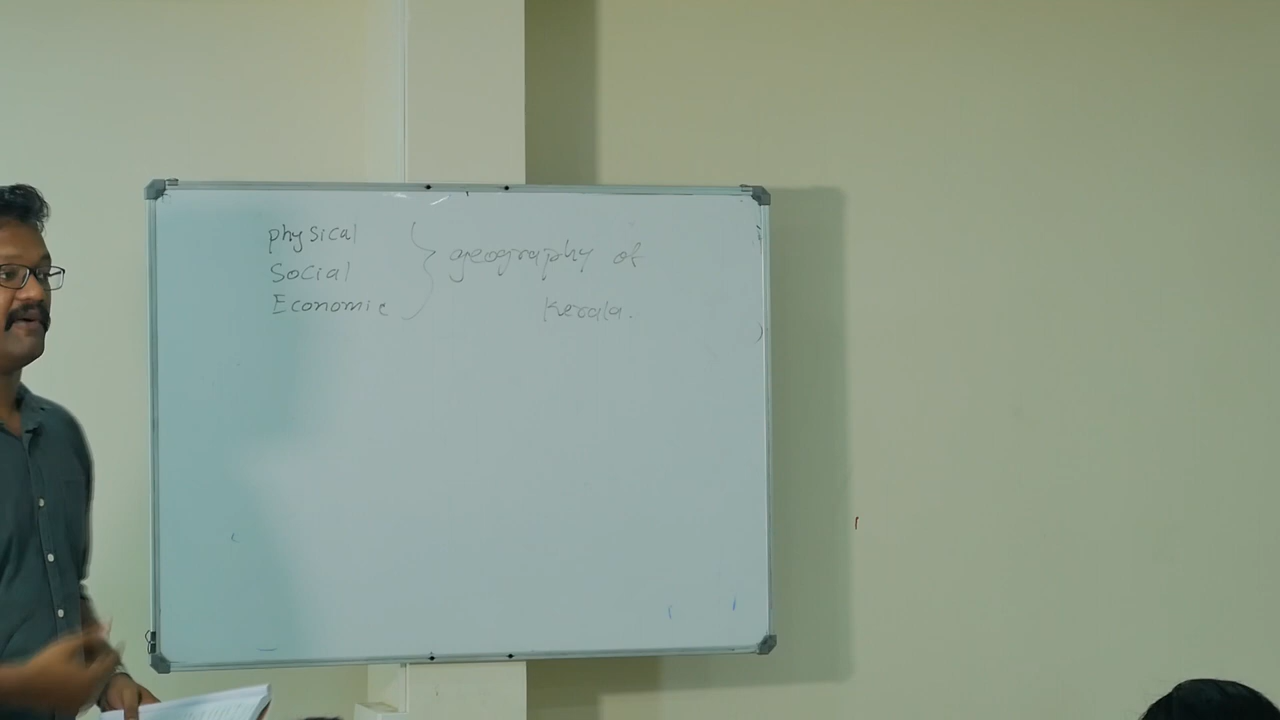 physical
Social
Economic
} geography of
Kerala.